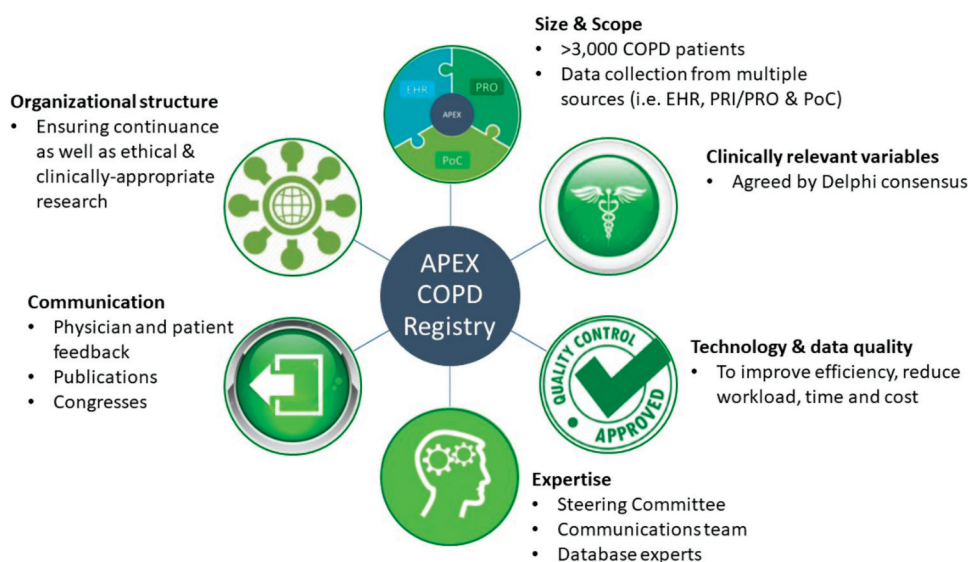 Size & Scope
• >3,000 COPD patients
• Data collection from multiple
sources (i.e. EHR, PRI/PRO & PoC)
EHR
PRO
APEX
PoC
Organizational structure
• Ensuring continuance
as well as ethical &
clinically-appropriate
research
Clinically relevant variables
• Agreed by Delphi consensus
APEX
COPD
Registry
Communication
• Physician and patient
feedback
• Publications
• Congresses
QUALITY CONTROL
APPROVED
Technology & data quality
• To improve efficiency, reduce
workload, time and cost
Expertise
• Steering Committee
• Communications team
• Database experts